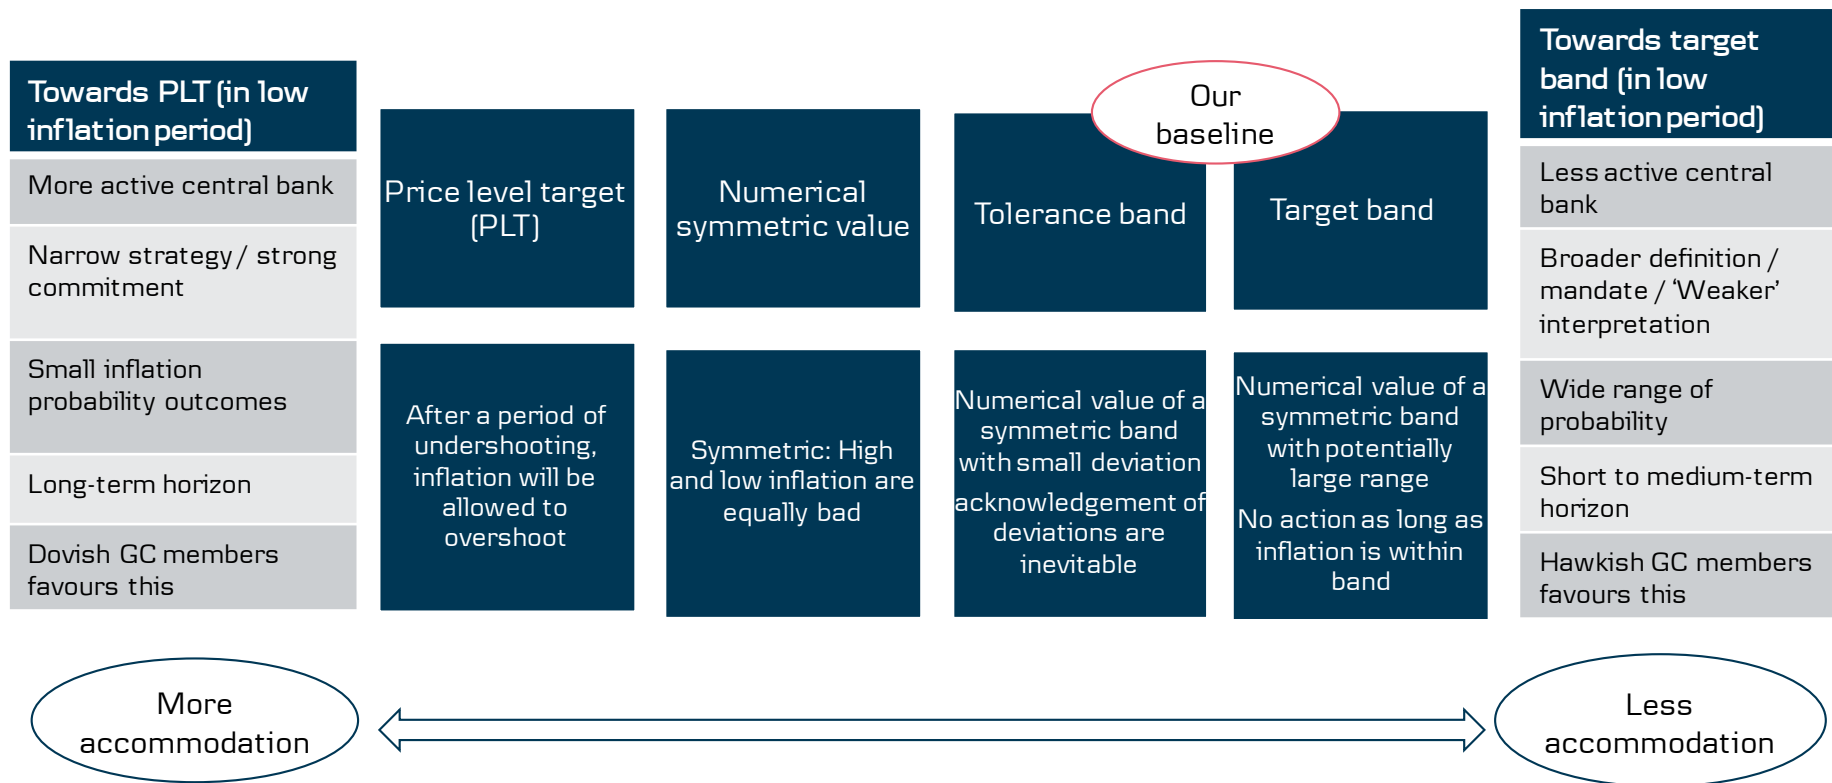 Towards PLT (in low
inflation period)
More active central bank
Narrow strategy / strong
commitment
Small inflation
probability outcomes
Long-term horizon
Dovish GC members
favours this
Price level target
(PLT)
After a period of
undershooting,
inflation will be
allowed to
overshoot
Numerical
symmetric value
Symmetric: High
and low inflation are
equally bad
Our
baseline
Tolerance band
Numerical value of a
symmetric band
with small deviation
acknowledgement of
deviations are
inevitable
Target band
Numerical value of a
symmetric band
with potentially
large range
No action as long as
inflation is within
band
Towards target
band (in low
inflation period)
Less active central
bank
Broader definition /
mandate / ‘Weaker’
interpretation
Wide range of
probability
Short to medium-term
horizon
Hawkish GC members
favours this
More
accommodation
Less
accommodation